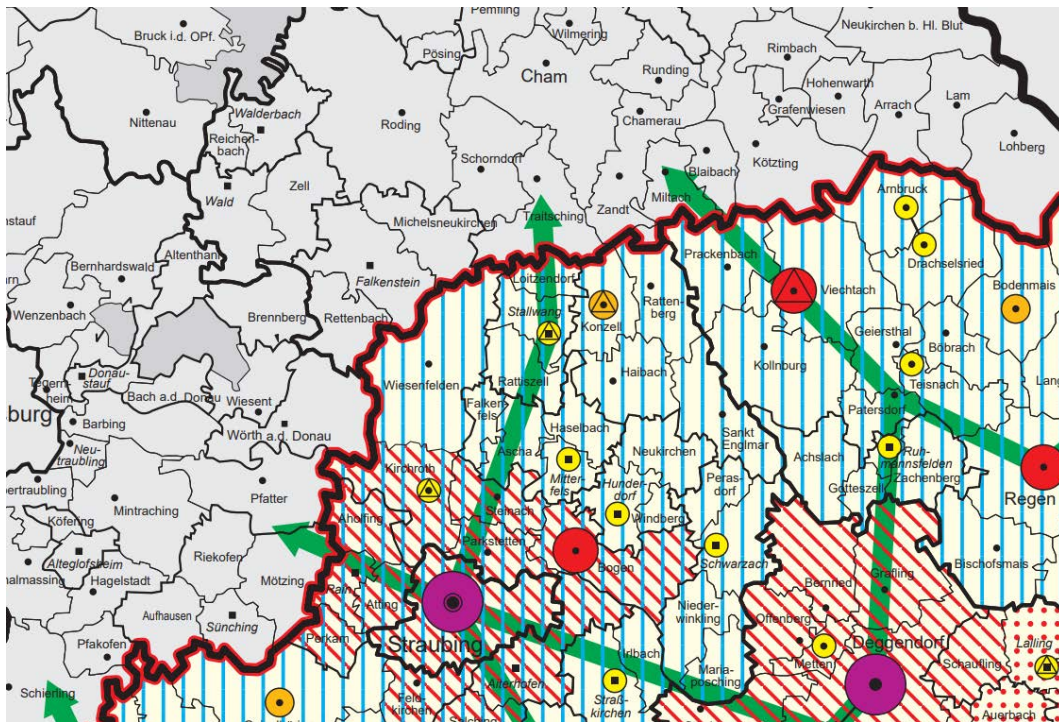 Pemfling
Neukirchen b. Hl. Blut
Bruck i.d. OPf.
Wilmering
Pösing
Rimbach
Cham
Runding
Hohenwarth
Lam
Grafenwiesen
Arrach
Nittenau
Walderbach
Roding
Chamerau
Reichen-
bach
Lohberg
Schorndorf
Kötzting
Blaibach
Zell
Arnbruck
Wald
Miltach
Traitsching
Zandt
Michelsneukirchen
Altenthann
Prackenbach
Drachselsried
Bernhardswald
Loitzendorf
Falkenstein
Bodenmais
Ratten-
berg
Viechtach
Stallwang
Wenzenbach
Brennberg
Rettenbach
Konzell
Geiersthal
Böbrach
Kollnburg
Haibach
Wiesenfelden
Rattiszell
Teisnach
Donau-
stauf
Tegern-
heim
Bach a.d. Donau
Wiesent
Falken-
fels
Patersdorf
Barbing
Haselbach
Wörth a.d. Donau
Sankt
Englmar
Neu-
traubling
Ascha
Neukirchen
Achslach
Ruh-
mannsfelden
Kirchroth
Mitter-
fels
Hunder-
dorf
Peras-
dorf
Gotteszell
Zachenberg
Pfatter
Regen
Mintraching
Steinach
Köfering
Aholfing
Windberg
Parkstetten
Alteglofsheim
Riekofen
Schwarzach
Bogen
Bischofsmais
Hagelstadt
Mötzing
Rain
Bernried
Grafling
Atting
Aufhausen
Sünching
Nieder-
winkling
Offenberg
Pfakofen
Perkam
Straubing
Deggendorf
Lalling
Irlbach
Metten
Schaufling
Maria-
posching
Aiterhofen
Schierling
Feld-
kirchen
Straß-
kirchen
Auerbach